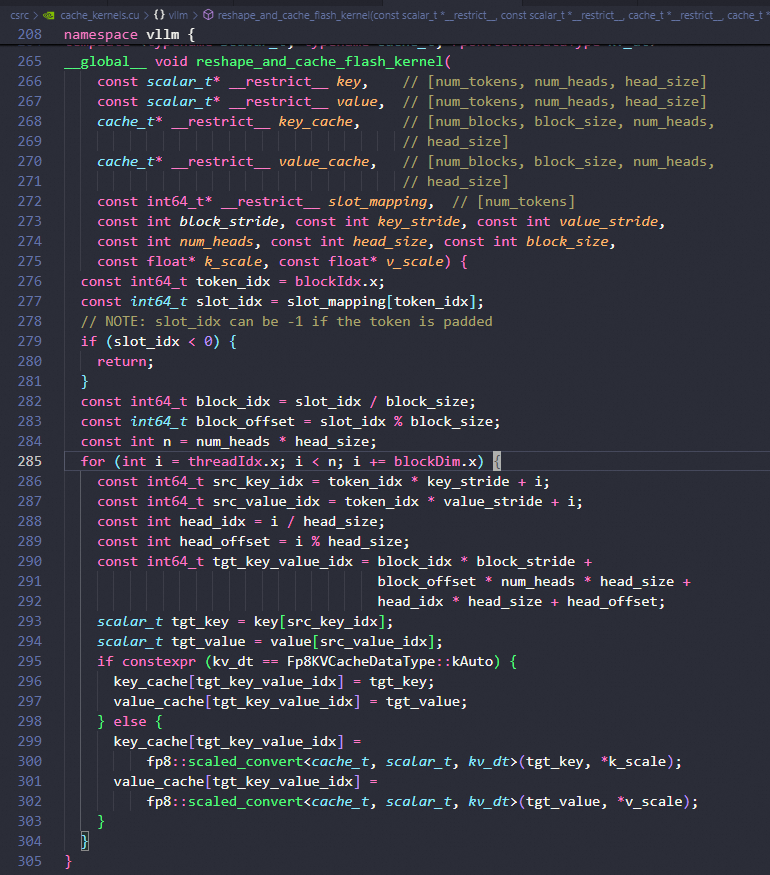 csrc > cache_kernels.cu > {} vllm > reshape_and_cache_flash_kernel(const scalar_t *__restrict__, const scalar_t *__restrict__, cache_t *__restrict__, cache_t *
208 namespace vllm {
265 __global__ void reshape_and_cache_flash_kernel(
266     const scalar_t* __restrict__ key,    // [num_tokens, num_heads, head_size]
267     const scalar_t* __restrict__ value,  // [num_tokens, num_heads, head_size]
268     cache_t* __restrict__ key_cache,     // [num_blocks, block_size, num_heads,
269                                          // head_size]
270     cache_t* __restrict__ value_cache,   // [num_blocks, block_size, num_heads,
271                                          // head_size]
272     const int64_t* __restrict__ slot_mapping,  // [num_tokens]
273     const int block_stride, const int key_stride, const int value_stride,
274     const int num_heads, const int head_size, const int block_size,
275     const float* k_scale, const float* v_scale) {
276   const int64_t token_idx = blockIdx.x;
277   const int64_t slot_idx = slot_mapping[token_idx];
278   // NOTE: slot_idx can be -1 if the token is padded
279   if (slot_idx < 0) {
280     return;
281   }
282   const int64_t block_idx = slot_idx / block_size;
283   const int64_t block_offset = slot_idx % block_size;
284   const int n = num_heads * head_size;
285   for (int i = threadIdx.x; i < n; i += blockDim.x) {
286     const int64_t src_key_idx = token_idx * key_stride + i;
287     const int64_t src_value_idx = token_idx * value_stride + i;
288     const int head_idx = i / head_size;
289     const int head_offset = i % head_size;
290     const int64_t tgt_key_value_idx = block_idx * block_stride +
291                                       block_offset * num_heads * head_size +
292                                       head_idx * head_size + head_offset;
293     scalar_t tgt_key = key[src_key_idx];
294     scalar_t tgt_value = value[src_value_idx];
295     if constexpr (kv_dt == Fp8KVCacheDataType::kAuto) {
296       key_cache[tgt_key_value_idx] = tgt_key;
297       value_cache[tgt_key_value_idx] = tgt_value;
298     } else {
299       key_cache[tgt_key_value_idx] =
300           fp8::scaled_convert<cache_t, scalar_t, kv_dt>(tgt_key, *k_scale);
301       value_cache[tgt_key_value_idx] =
302           fp8::scaled_convert<cache_t, scalar_t, kv_dt>(tgt_value, *v_scale);
303     }
304   }
305 }